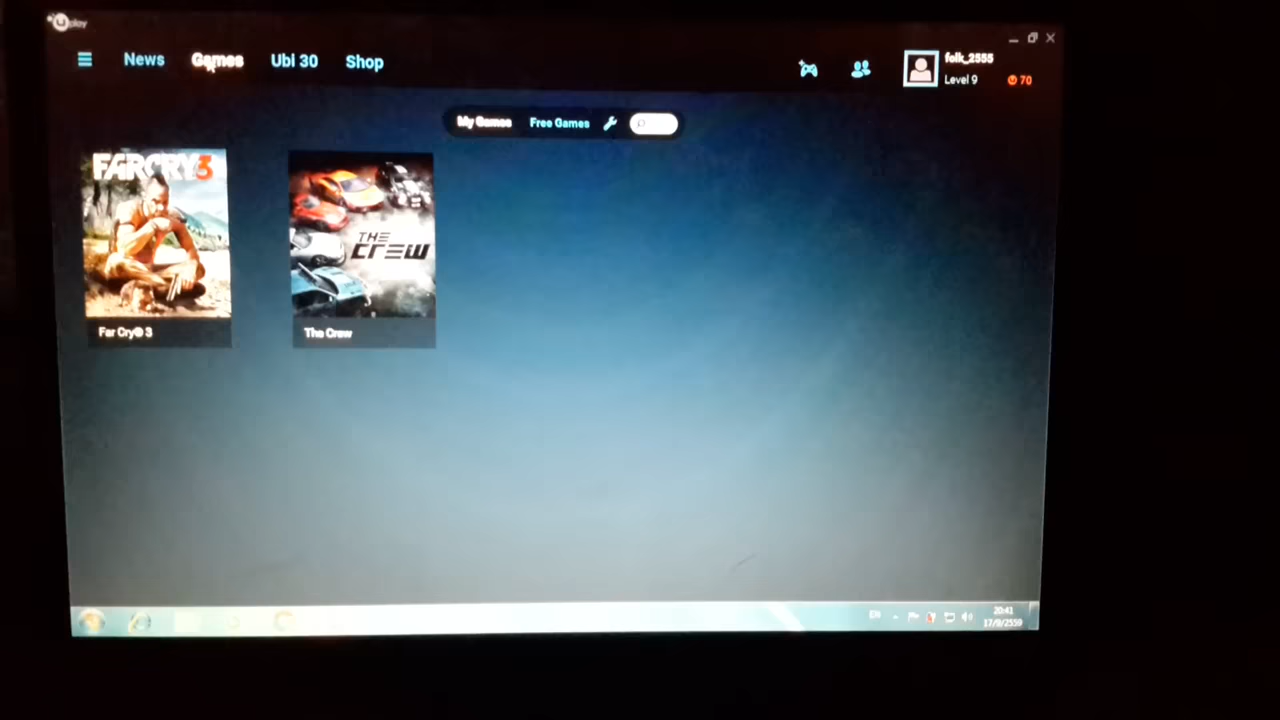 uplay
News Games Ubi 30 Shop
folk_2555
Level 9 70
My Games Free Games
FARCRY3
THE CREW
Far Cry® 3
The Crew
EN
20:41
17/9/2559